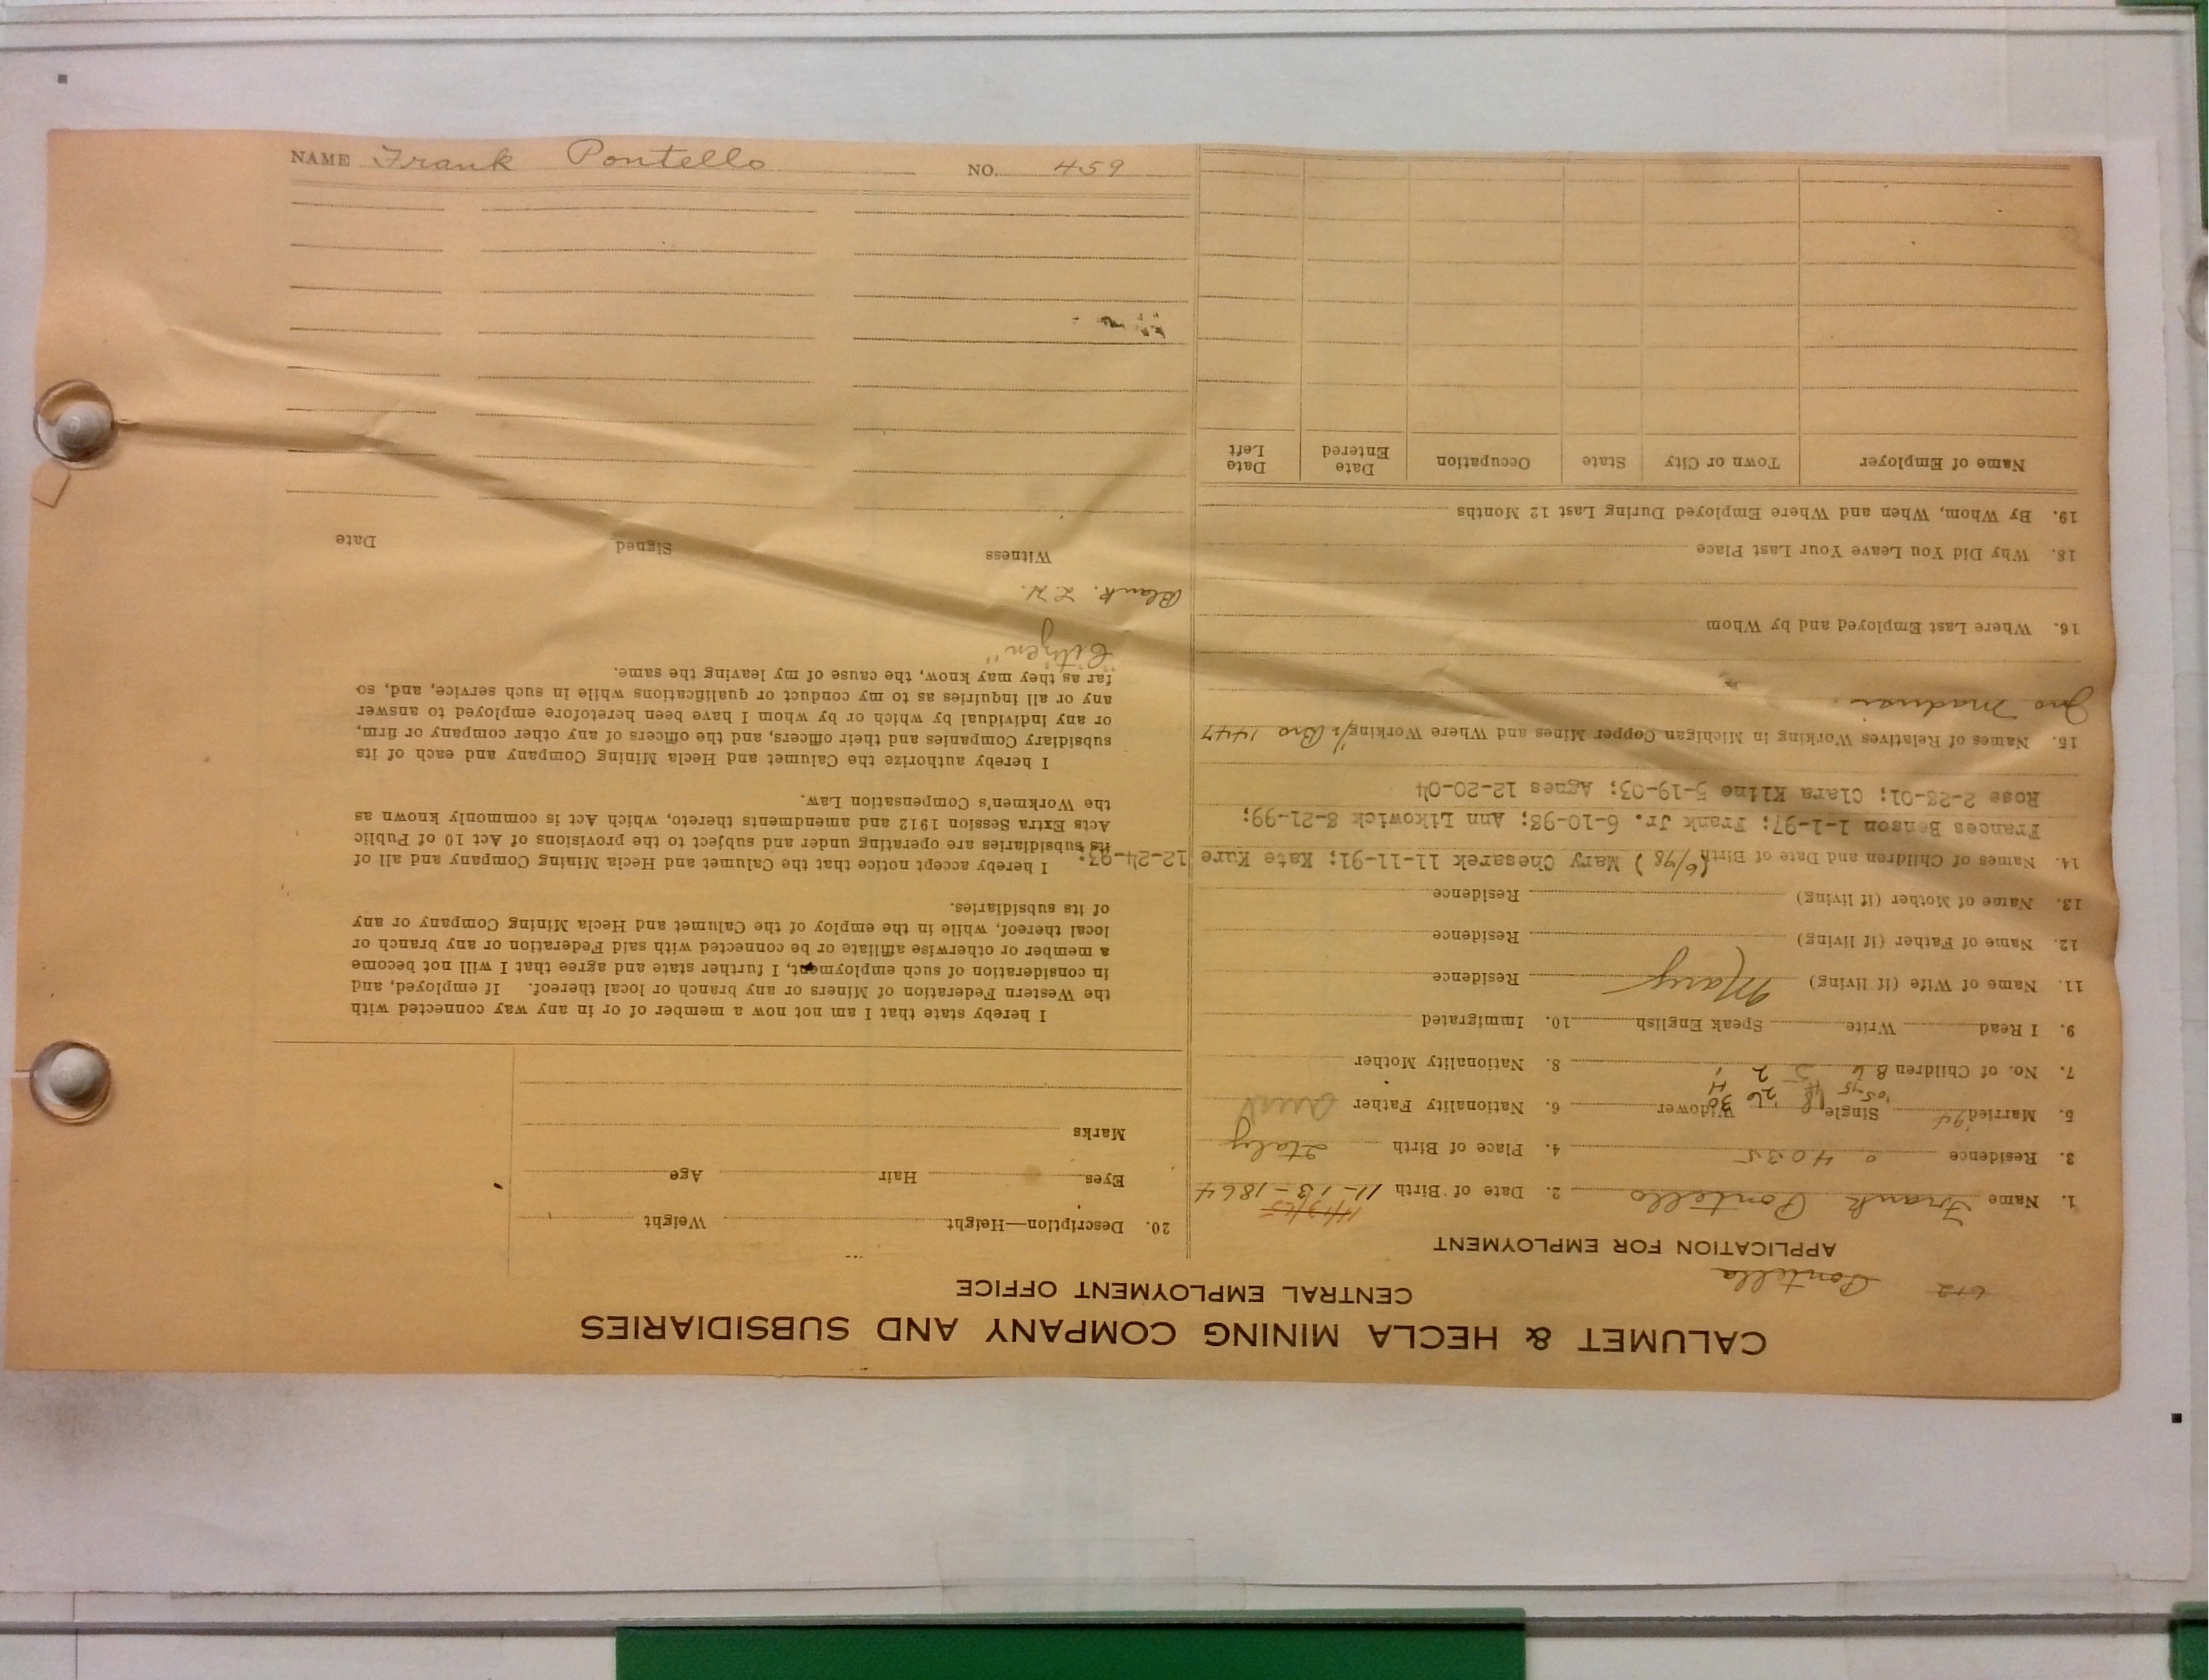 NAME Frank Pontello NO. 459
CALUMET & HECLA MINING COMPANY AND SUBSIDIARIES
CENTRAL EMPLOYMENT OFFICE
612 Pontella
APPLICATION FOR EMPLOYMENT
1. Name Frank Pontello 2. Date of Birth 11-13-1864
3. Residence 4035 4. Place of Birth Italy
5. Married '94 Single Widower 6. Nationality Father
7. No. of Children 8 6 5 2 1 8. Nationality Mother
9. I Read Write Speak English 10. Immigrated
11. Name of Wife (if living) Mary Residence
12. Name of Father (if living) Residence
13. Name of Mother (if living) Residence
14. Names of Children and Date of Birth (6/98) Mary Chesarek 11-11-91; Kate Kure 12-24-93;
Frances Benson 1-1-97; Frank Jr. 6-10-98; Ann Likowick 8-21-99;
Rose 2-28-01; Clara Kline 5-19-03; Agnes 12-20-04
15. Names of Relatives Working in Michigan Copper Mines and Where Working ½ Bro 1447
Jno
16. Where Last Employed and by Whom
18. Why Did You Leave Your Last Place
19. By Whom, When and Where Employed During Last 12 Months
Name of Employer Town or City State Occupation Date Entered Date Left
20. Description—Height Weight
Eyes Hair Age
Marks
I hereby state that I am not now a member of or in any way connected with
the Western Federation of Miners or any branch or local thereof. If employed, and
in consideration of such employment, I further state and agree that I will not become
a member or otherwise affiliate or be connected with said Federation or any branch or
local thereof, while in the employ of the Calumet and Hecla Mining Company or any
of its subsidiaries.
I hereby accept notice that the Calumet and Hecla Mining Company and all of
its subsidiaries are operating under and subject to the provisions of Act 10 of Public
Acts Extra Session 1912 and amendments thereto, which Act is commonly known as
the Workmen's Compensation Law.
I hereby authorize the Calumet and Hecla Mining Company and each of its
subsidiary Companies and their officers, and the officers of any other company or firm,
or any individual by which or by whom I have been heretofore employed to answer
any or all inquiries as to my conduct or qualifications while in such service, and, so
far as they may know, the cause of my leaving the same.
"Citizen"
Blank.
Witness Signed Date